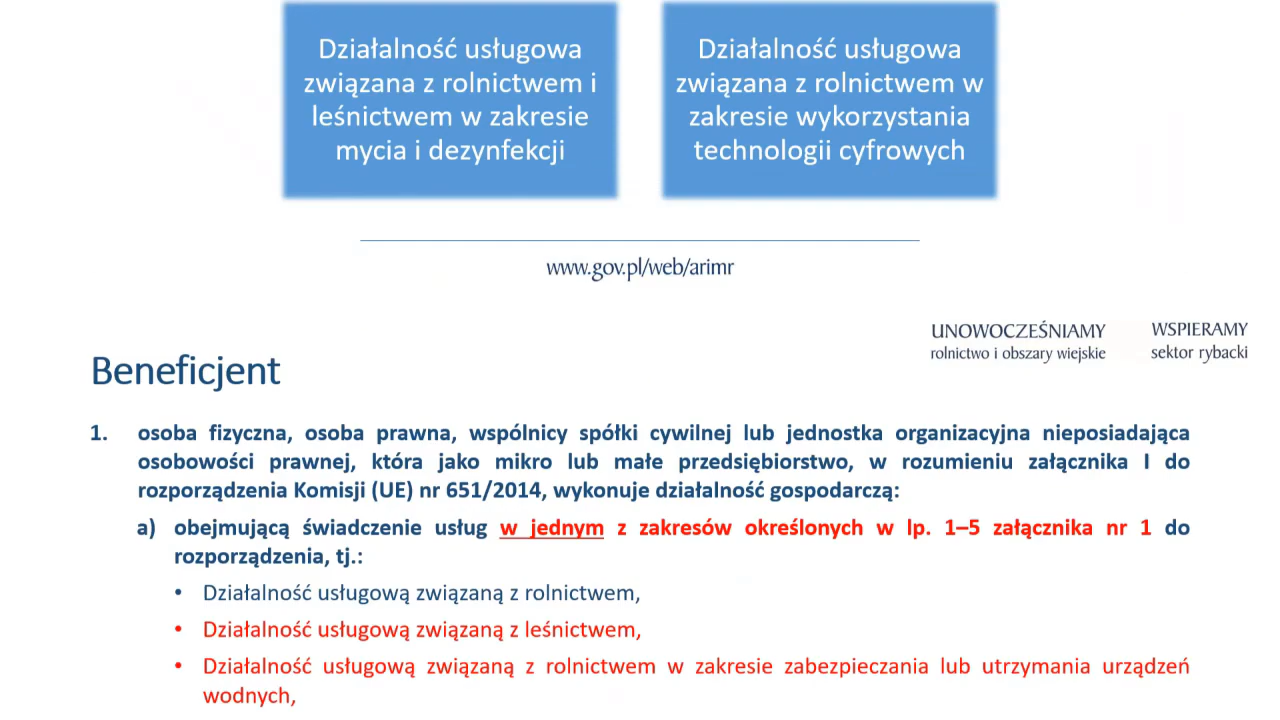 Działalność usługowa
związana z rolnictwem i
leśnictwem w zakresie
mycia i dezynfekcji
Działalność usługowa
związana z rolnictwem w
zakresie wykorzystania
technologii cyfrowych
www.gov.pl/web/arimr
UNOWOCZEŚNIAMY
rolnictwo i obszary wiejskie
WSPIERAMY
sektor rybacki
Beneficjent
1. osoba fizyczna, osoba prawna, wspólnicy spółki cywilnej lub jednostka organizacyjna nieposiadająca
osobowości prawnej, która jako mikro lub małe przedsiębiorstwo, w rozumieniu załącznika I do
rozporządzenia Komisji (UE) nr 651/2014, wykonuje działalność gospodarczą:
a) obejmującą świadczenie usług w jednym z zakresów określonych w lp. 1–5 załącznika nr 1 do
rozporządzenia, tj.:
• Działalność usługową związaną z rolnictwem,
• Działalność usługową związaną z leśnictwem,
• Działalność usługową związaną z rolnictwem w zakresie zabezpieczania lub utrzymania urządzeń
wodnych,